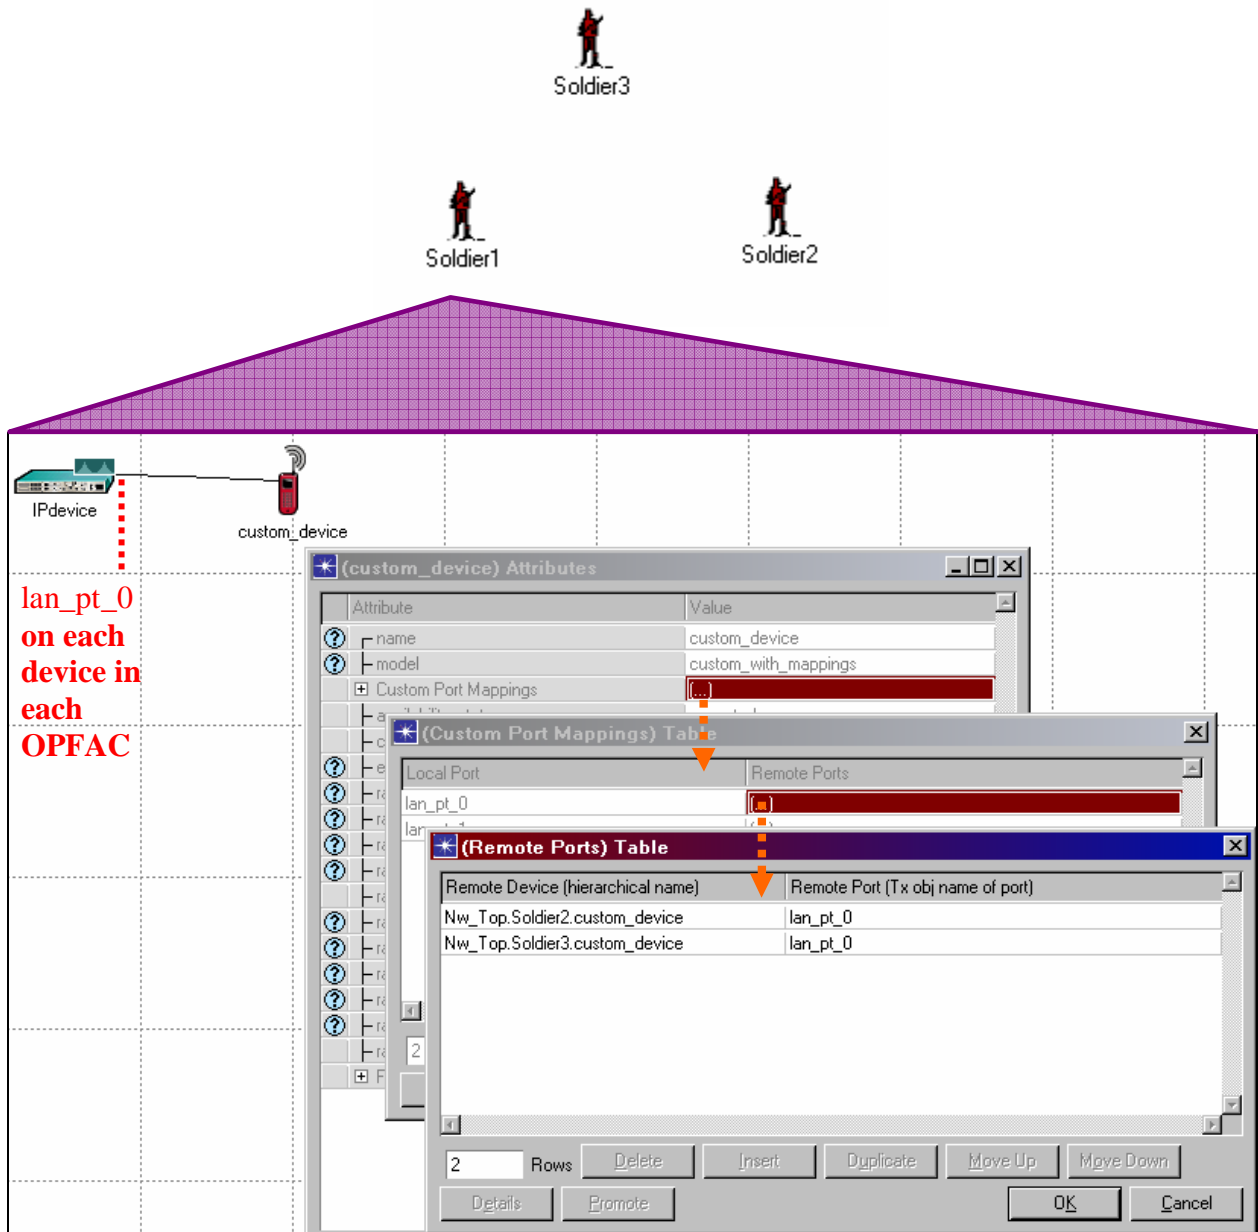 Soldier3
Soldier1
Soldier2
IPdevice
custom_device
lan_pt_0
on each
device in
each
OPFAC
(custom_device) Attributes
Attribute Value
name custom_device
model custom_with_mappings
Custom Port Mappings (...)
(Custom Port Mappings) Table
Local Port Remote Ports
lan_pt_0 (...)
(Remote Ports) Table
Remote Device (hierarchical name) Remote Port (Tx obj name of port)
Nw_Top.Soldier2.custom_device lan_pt_0
Nw_Top.Soldier3.custom_device lan_pt_0
2
2 Rows Delete Insert Duplicate Move Up Move Down
Details Promote OK Cancel